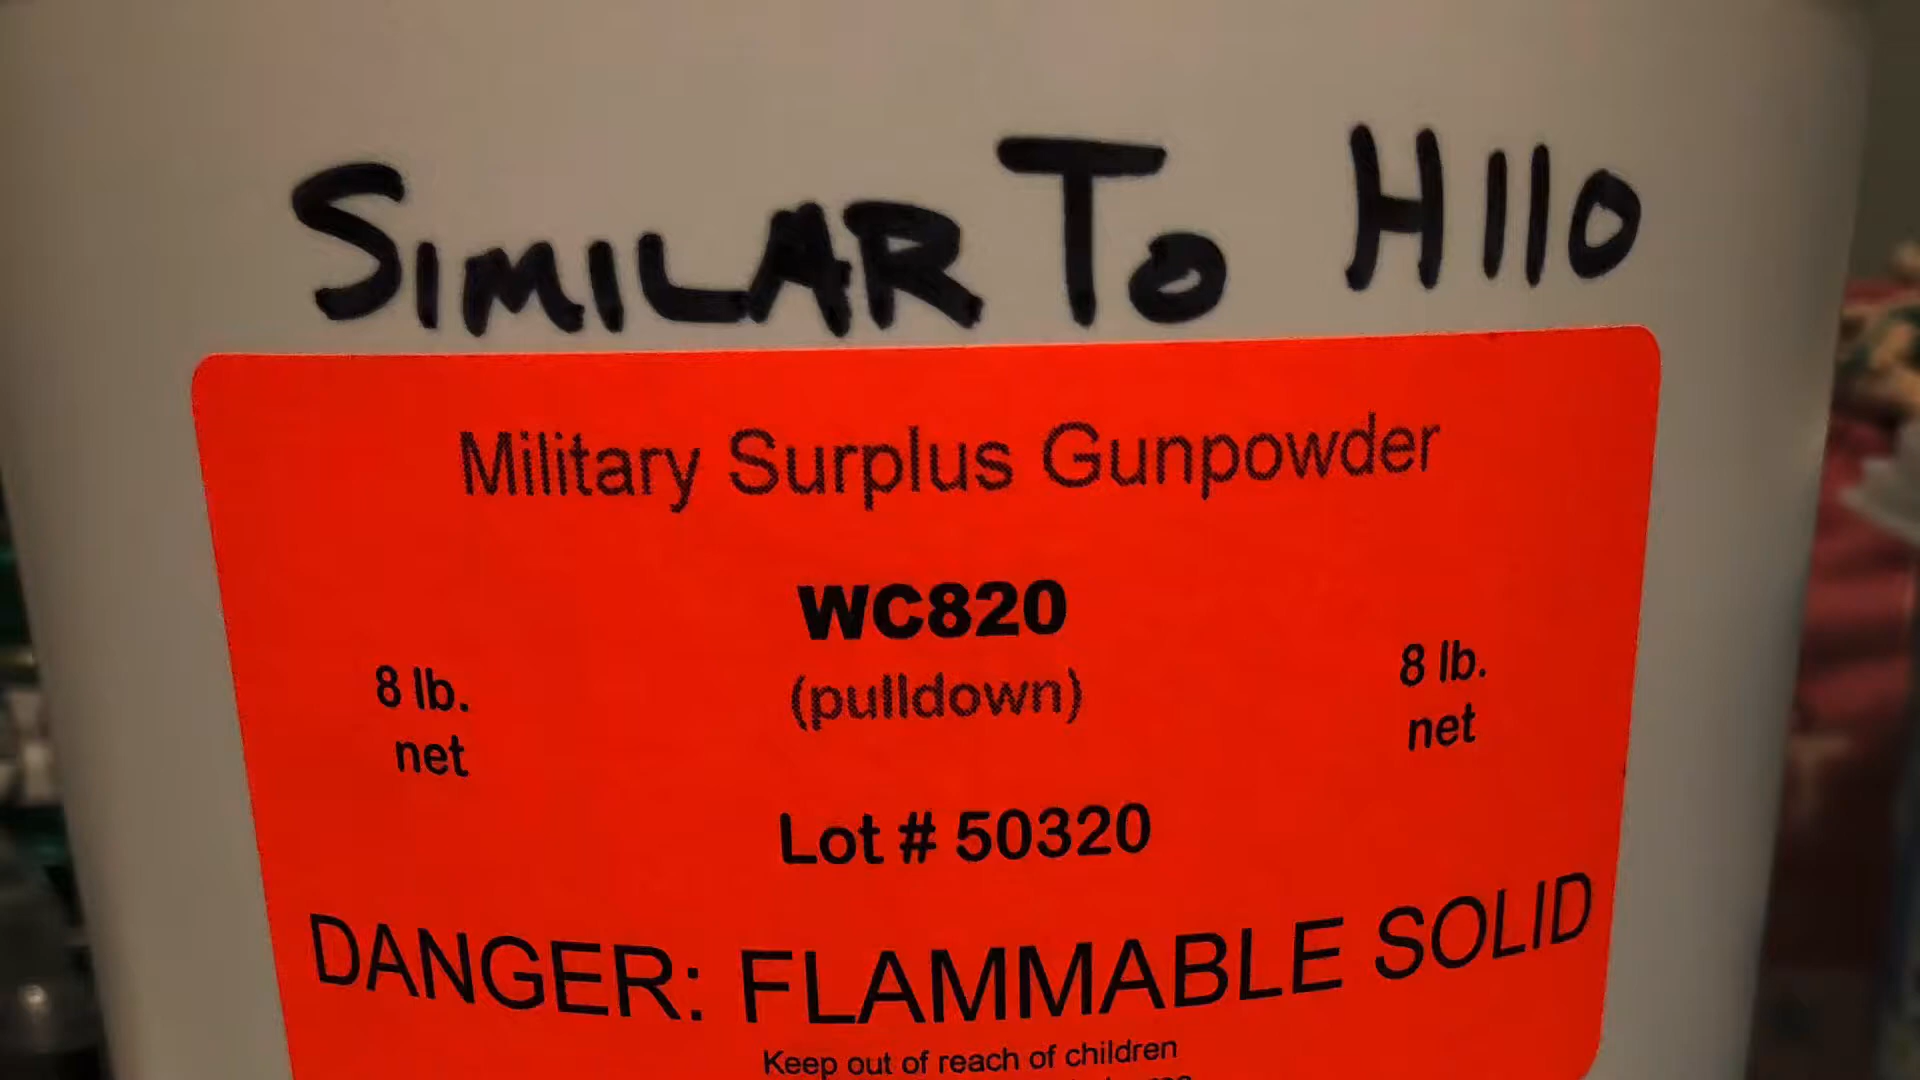 SIMILAR TO H110
Military Surplus Gunpowder
WC820
(pulldown)
8 lb.
net
8 lb.
net
Lot # 50320
DANGER: FLAMMABLE SOLID
Keep out of reach of children